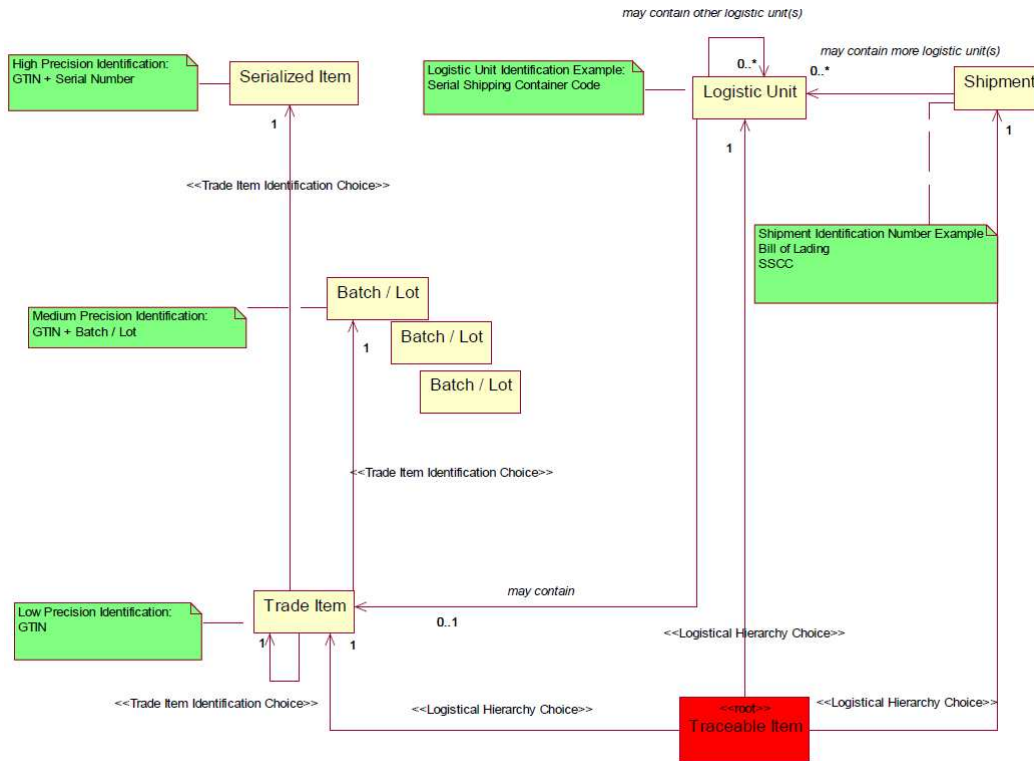 may contain other logistic unit(s)
High Precision Identification:
GTIN + Serial Number
Serialized Item
1
Logistic Unit Identification Example:
Serial Shipping Container Code
0..*
Logistic Unit
1
may contain more logistic unit(s)
0..*
Shipment
1
<<Trade Item Identification Choice>>
Shipment Identification Number Example
Bill of Lading
SSCC
Medium Precision Identification:
GTIN + Batch / Lot
Batch / Lot
1
Batch / Lot
Batch / Lot
<<Trade Item Identification Choice>>
Low Precision Identification:
GTIN
Trade Item
1
1
may contain
0..1
<<Logistical Hierarchy Choice>>
<<Trade Item Identification Choice>>
<<Logistical Hierarchy Choice>>
<<root>>
Traceable Item
<<Logistical Hierarchy Choice>>